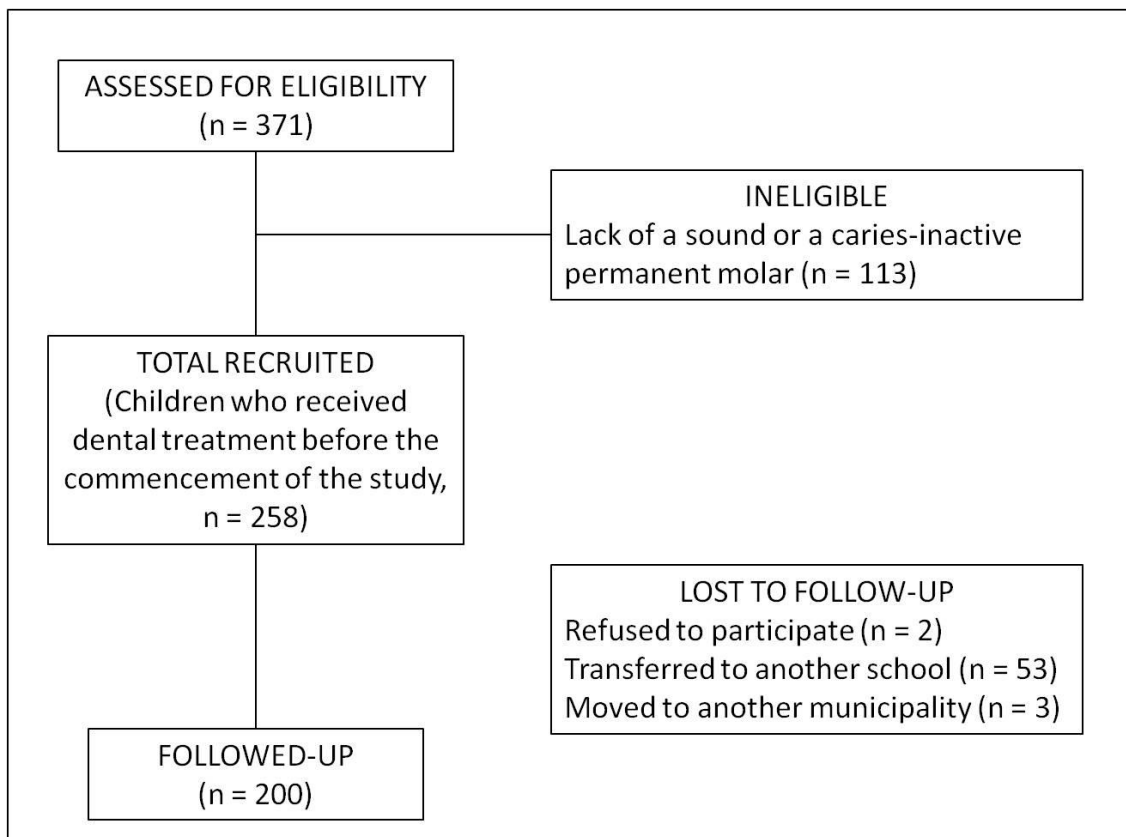 ASSESSED FOR ELIGIBILITY
(n = 371)
INELIGIBLE
Lack of a sound or a caries-inactive
permanent molar (n = 113)
TOTAL RECRUITED
(Children who received
dental treatment before the
commencement of the study,
n = 258)
LOST TO FOLLOW-UP
Refused to participate (n = 2)
Transferred to another school (n = 53)
Moved to another municipality (n = 3)
FOLLOWED-UP
(n = 200)